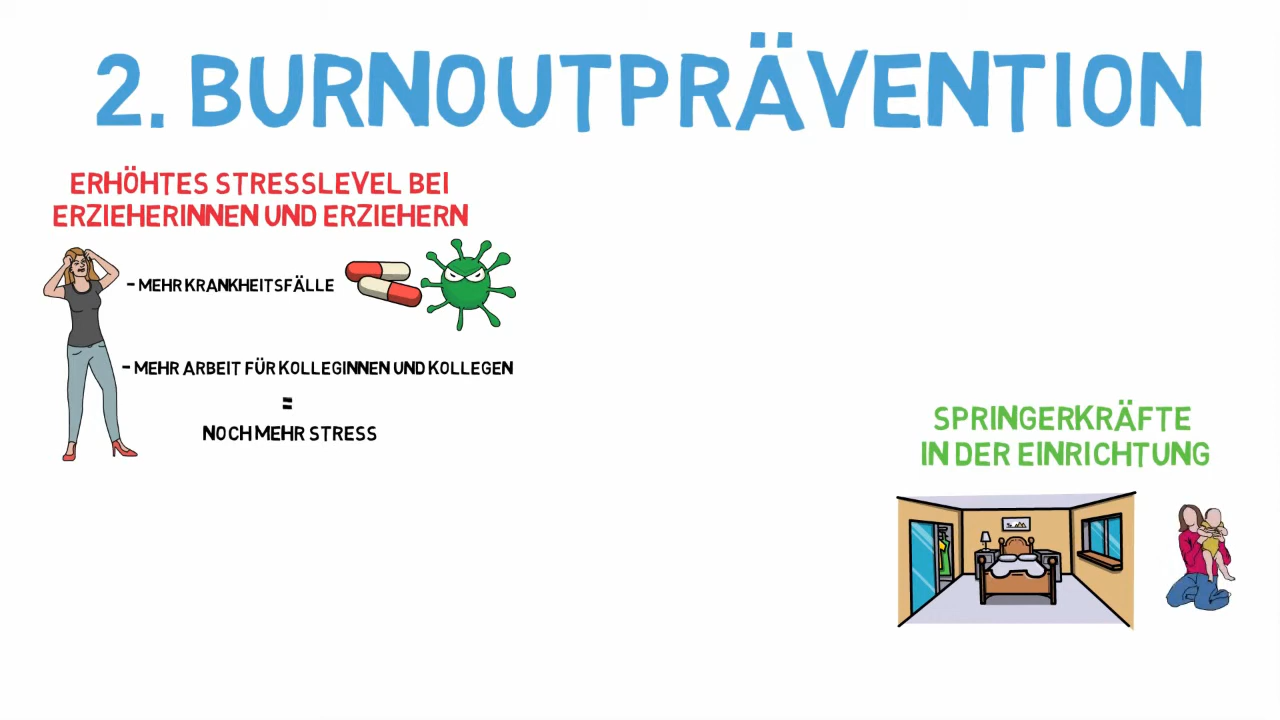 2. BURNOUTPRÄVENTION
ERHÖHTES STRESSLEVEL BEI
ERZIEHERINNEN UND ERZIEHERN
- MEHR KRANKHEITSFÄLLE
- MEHR ARBEIT FÜR KOLLEGINNEN UND KOLLEGEN
=
NOCH MEHR STRESS
SPRINGERKRÄFTE
IN DER EINRICHTUNG